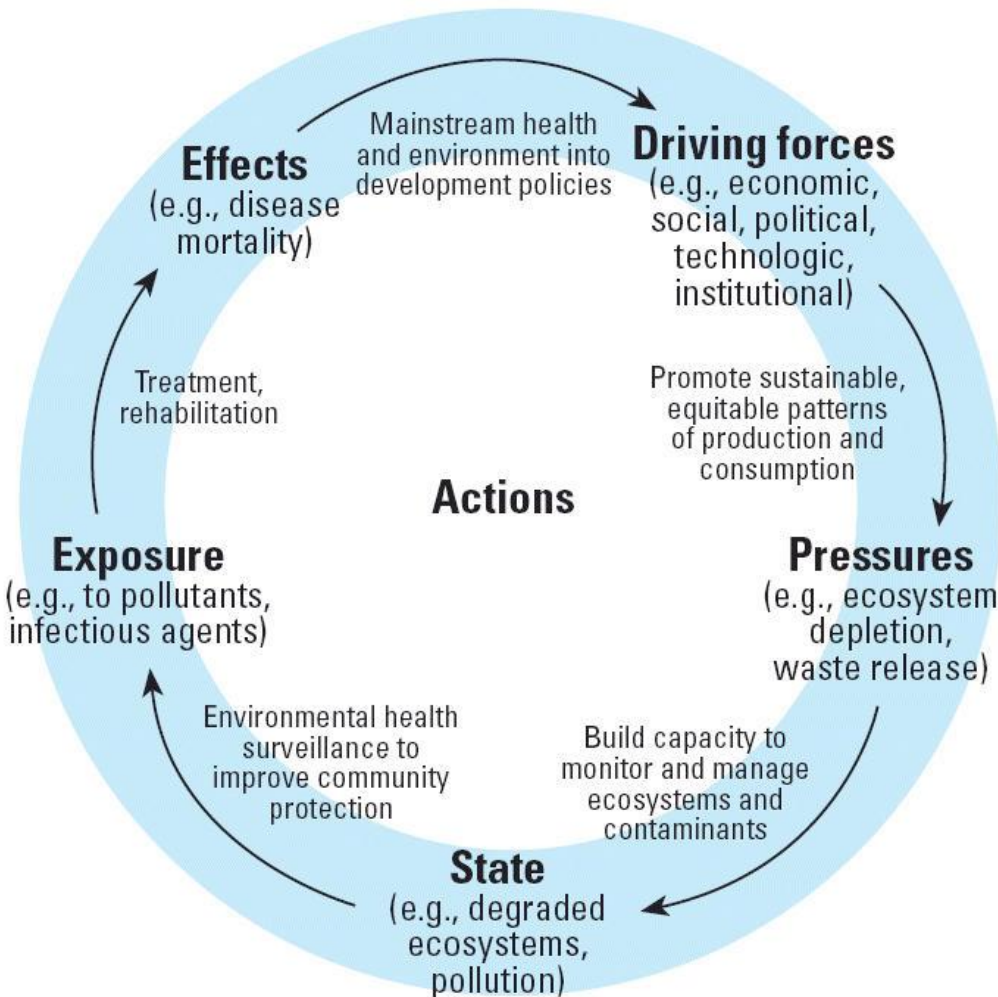 Effects
(e.g., disease
mortality)
Mainstream health
and environment into
development policies
Driving forces
(e.g., economic,
social, political,
technologic,
institutional)
Treatment,
rehabilitation
Promote sustainable,
equitable patterns
of production and
consumption
Actions
Exposure
(e.g., to pollutants,
infectious agents)
Pressures
(e.g., ecosystem
depletion,
waste release)
Environmental health
surveillance to
improve community
protection
Build capacity to
monitor and manage
ecosystems and
contaminants
State
(e.g., degraded
ecosystems,
pollution)